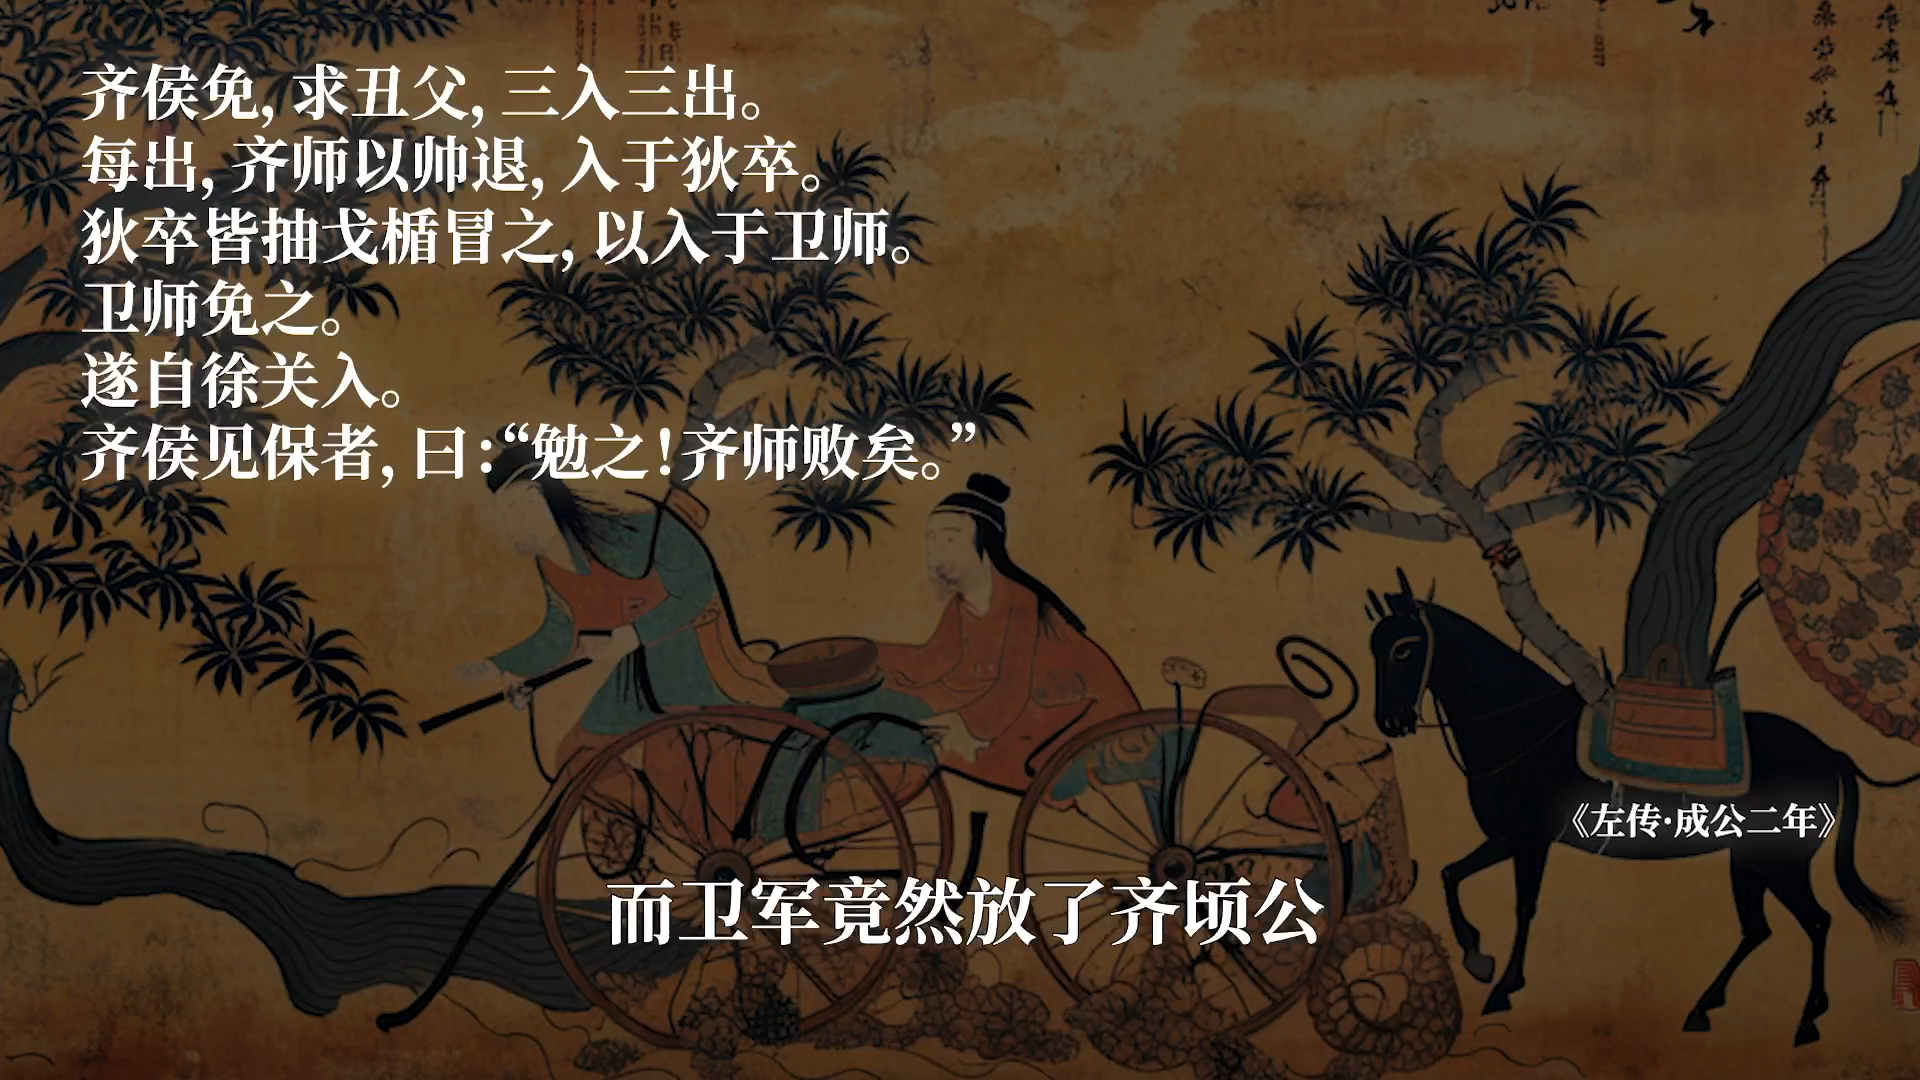 齐侯免，求丑父，三入三出。
每出，齐师以帅退，入于狄卒。
狄卒皆抽戈楯冒之，以入于卫师。
卫师免之。
遂自徐关入。
齐侯见保者，曰：“勉之！齐师败矣。”
《左传·成公二年》
而卫军竟然放了齐顷公